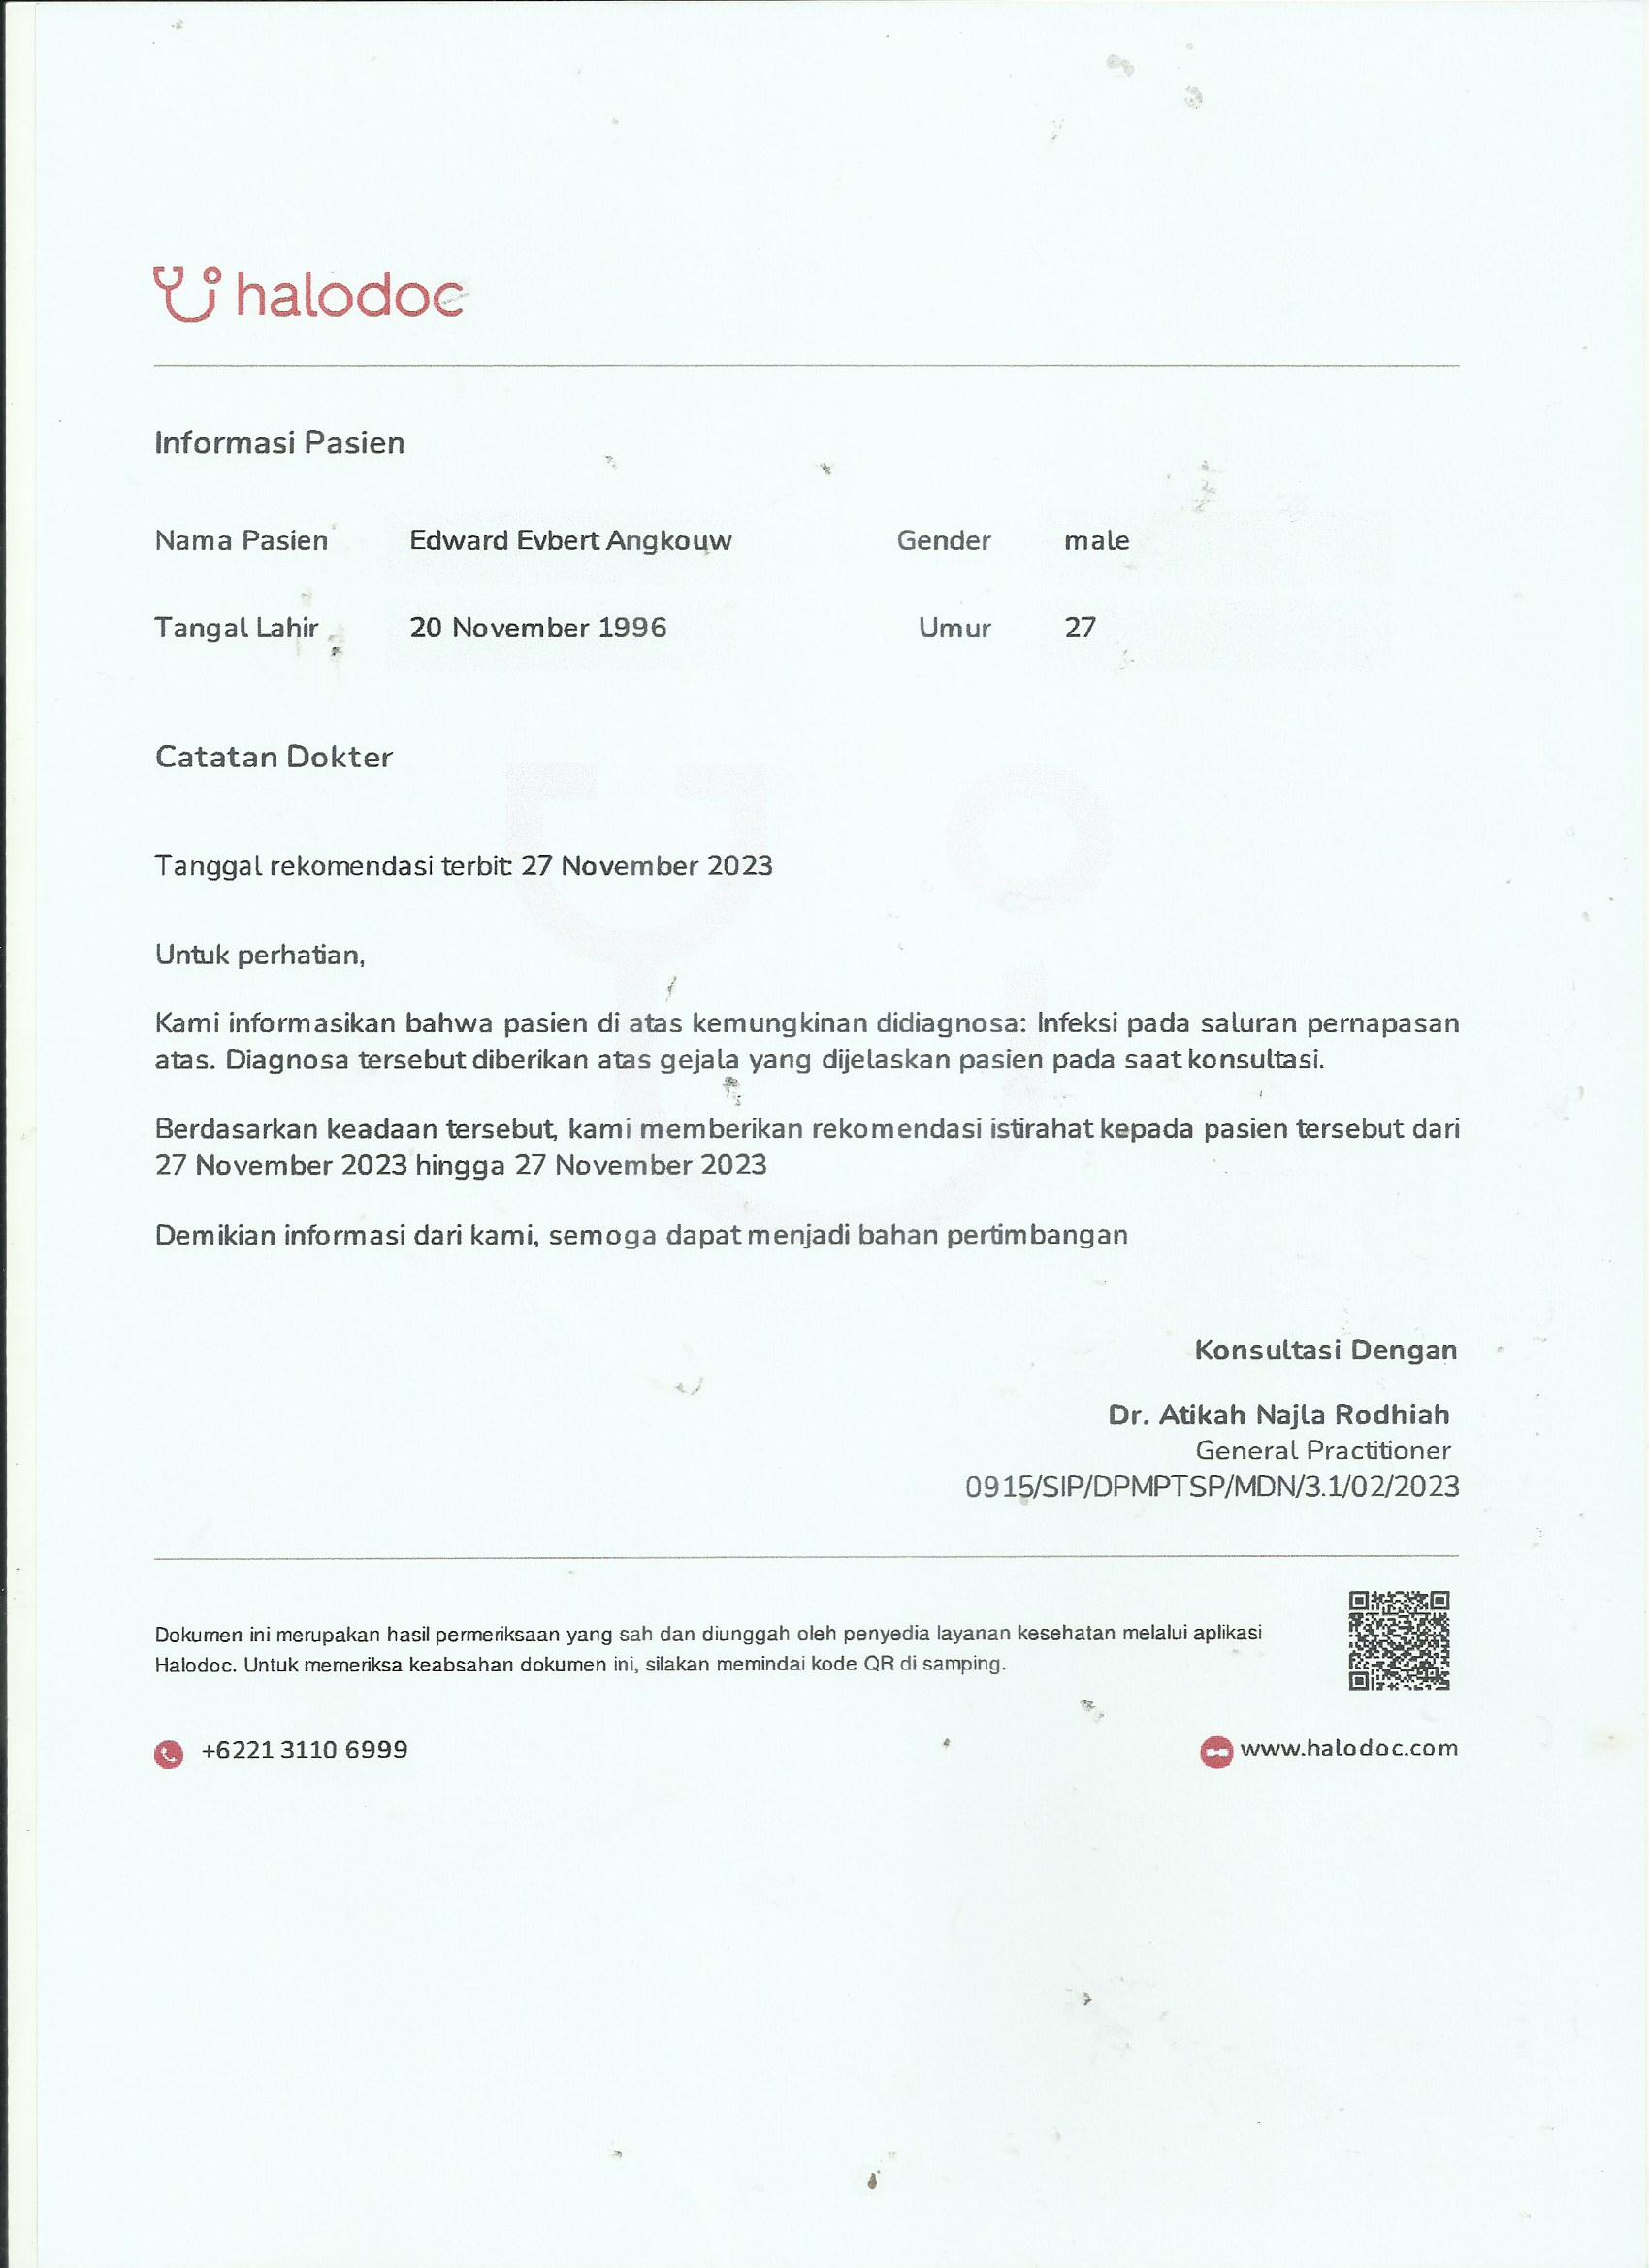 halodoc
Informasi Pasien
Nama Pasien Edward Evbert Angkouw Gender male
Tangal Lahir 20 November 1996 Umur 27
Catatan Dokter
Tanggal rekomendasi terbit: 27 November 2023
Untuk perhatian,
Kami informasikan bahwa pasien di atas kemungkinan didiagnosa: Infeksi pada saluran pernapasan
atas. Diagnosa tersebut diberikan atas gejala yang dijelaskan pasien pada saat konsultasi.
Berdasarkan keadaan tersebut, kami memberikan rekomendasi istirahat kepada pasien tersebut dari
27 November 2023 hingga 27 November 2023
Demikian informasi dari kami, semoga dapat menjadi bahan pertimbangan
Konsultasi Dengan
Dr. Atikah Najla Rodhiah
General Practitioner
0915/SIP/DPMPTSP/MDN/3.1/02/2023
Dokumen ini merupakan hasil permeriksaan yang sah dan diunggah oleh penyedia layanan kesehatan melalui aplikasi
Halodoc. Untuk memeriksa keabsahan dokumen ini, silakan memindai kode QR di samping.
+6221 3110 6999 www.halodoc.com